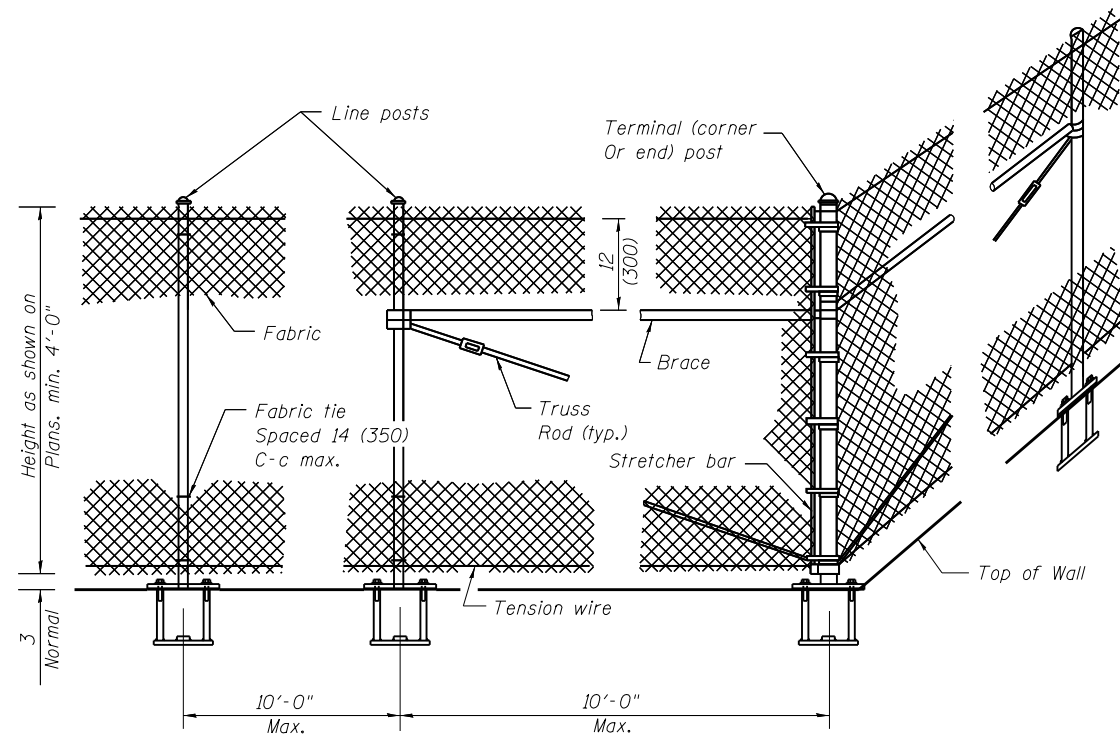 Line posts
Terminal (corner
Or end) post
12
(300)
Height as shown on
Plans. min. 4'-0"
Fabric
Brace
Fabric tie
Spaced 14 (350)
C-c max.
Truss
Rod (typ.)
Stretcher bar
Top of Wall
Tension wire
3
Normal
10'-0"
Max.
10'-0"
Max.